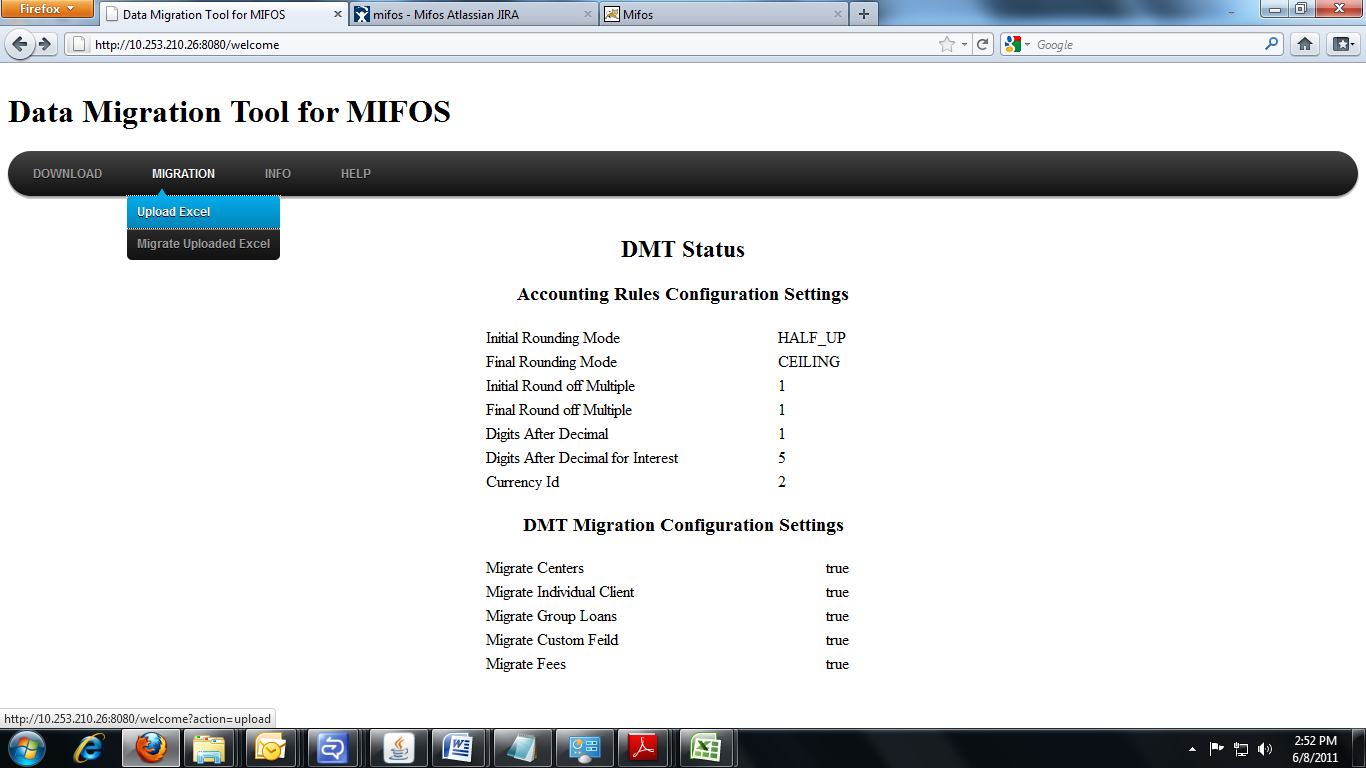 Firefox
Data Migration Tool for MIFOS
mifos - Mifos Atlassian JIRA
Mifos
http://10.253.210.26:8080/welcome
Google
Data Migration Tool for MIFOS
DOWNLOAD MIGRATION INFO HELP
Upload Excel
Migrate Uploaded Excel
DMT Status
Accounting Rules Configuration Settings
Initial Rounding Mode HALF_UP
Final Rounding Mode CEILING
Initial Round off Multiple 1
Final Round off Multiple 1
Digits After Decimal 1
Digits After Decimal for Interest 5
Currency Id 2
DMT Migration Configuration Settings
Migrate Centers true
Migrate Individual Client true
Migrate Group Loans true
Migrate Custom Feild true
Migrate Fees true
http://10.253.210.26:8080/welcome?action=upload
2:52 PM
6/8/2011